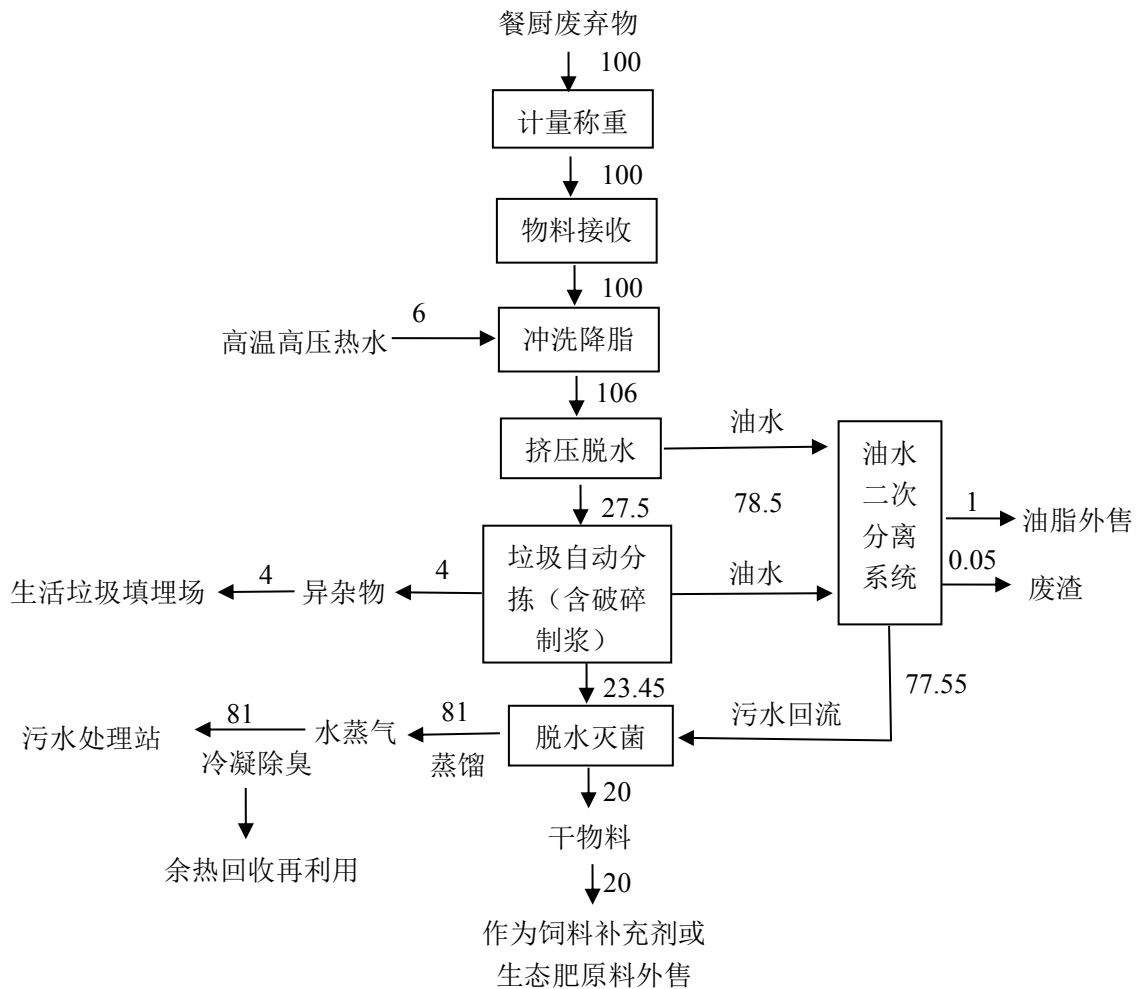 餐厨废弃物
100
计量称重
100
物料接收
100
6
高温高压热水
冲洗降脂
106
挤压脱水
油水
油水
二次
分离
系统
27.5
78.5
1
油脂外售
0.05
废渣
垃圾自动分
拣（含破碎
制浆）
油水
4
异杂物
4
生活垃圾填埋场
23.45
77.55
污水回流
脱水灭菌
81
蒸馏
水蒸气
81
冷凝除臭
污水处理站
余热回收再利用
20
干物料
20
作为饲料补充剂或
生态肥原料外售